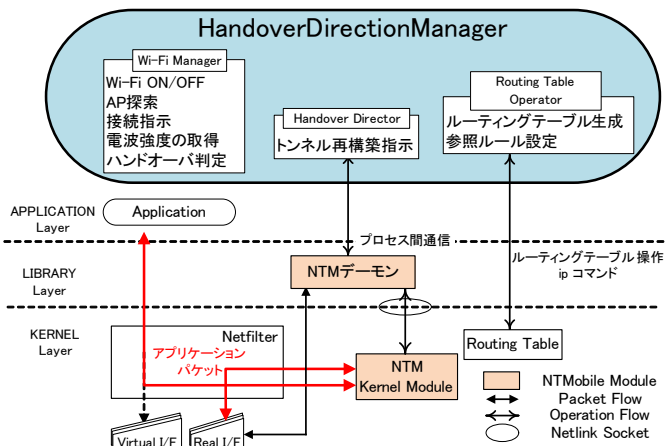 HandoverDirectionManager
Wi-Fi Manager
Wi-Fi ON/OFF
AP探索
接続指示
電波強度の取得
ハンドオーバ判定
Handover Director
トンネル再構築指示
Routing Table
Operator
ルーティングテーブル生成
参照ルール設定
APPLICATION
Layer
Application
プロセス間通信
LIBRARY
Layer
NTMデーモン
ルーティングテーブル操作
ip コマンド
KERNEL
Layer
Netfilter
アプリケーション
パケット
NTM
Kernel Module
Routing Table
NTMobile Module
Packet Flow
Operation Flow
Netlink Socket
Virtual I/F
Real I/F